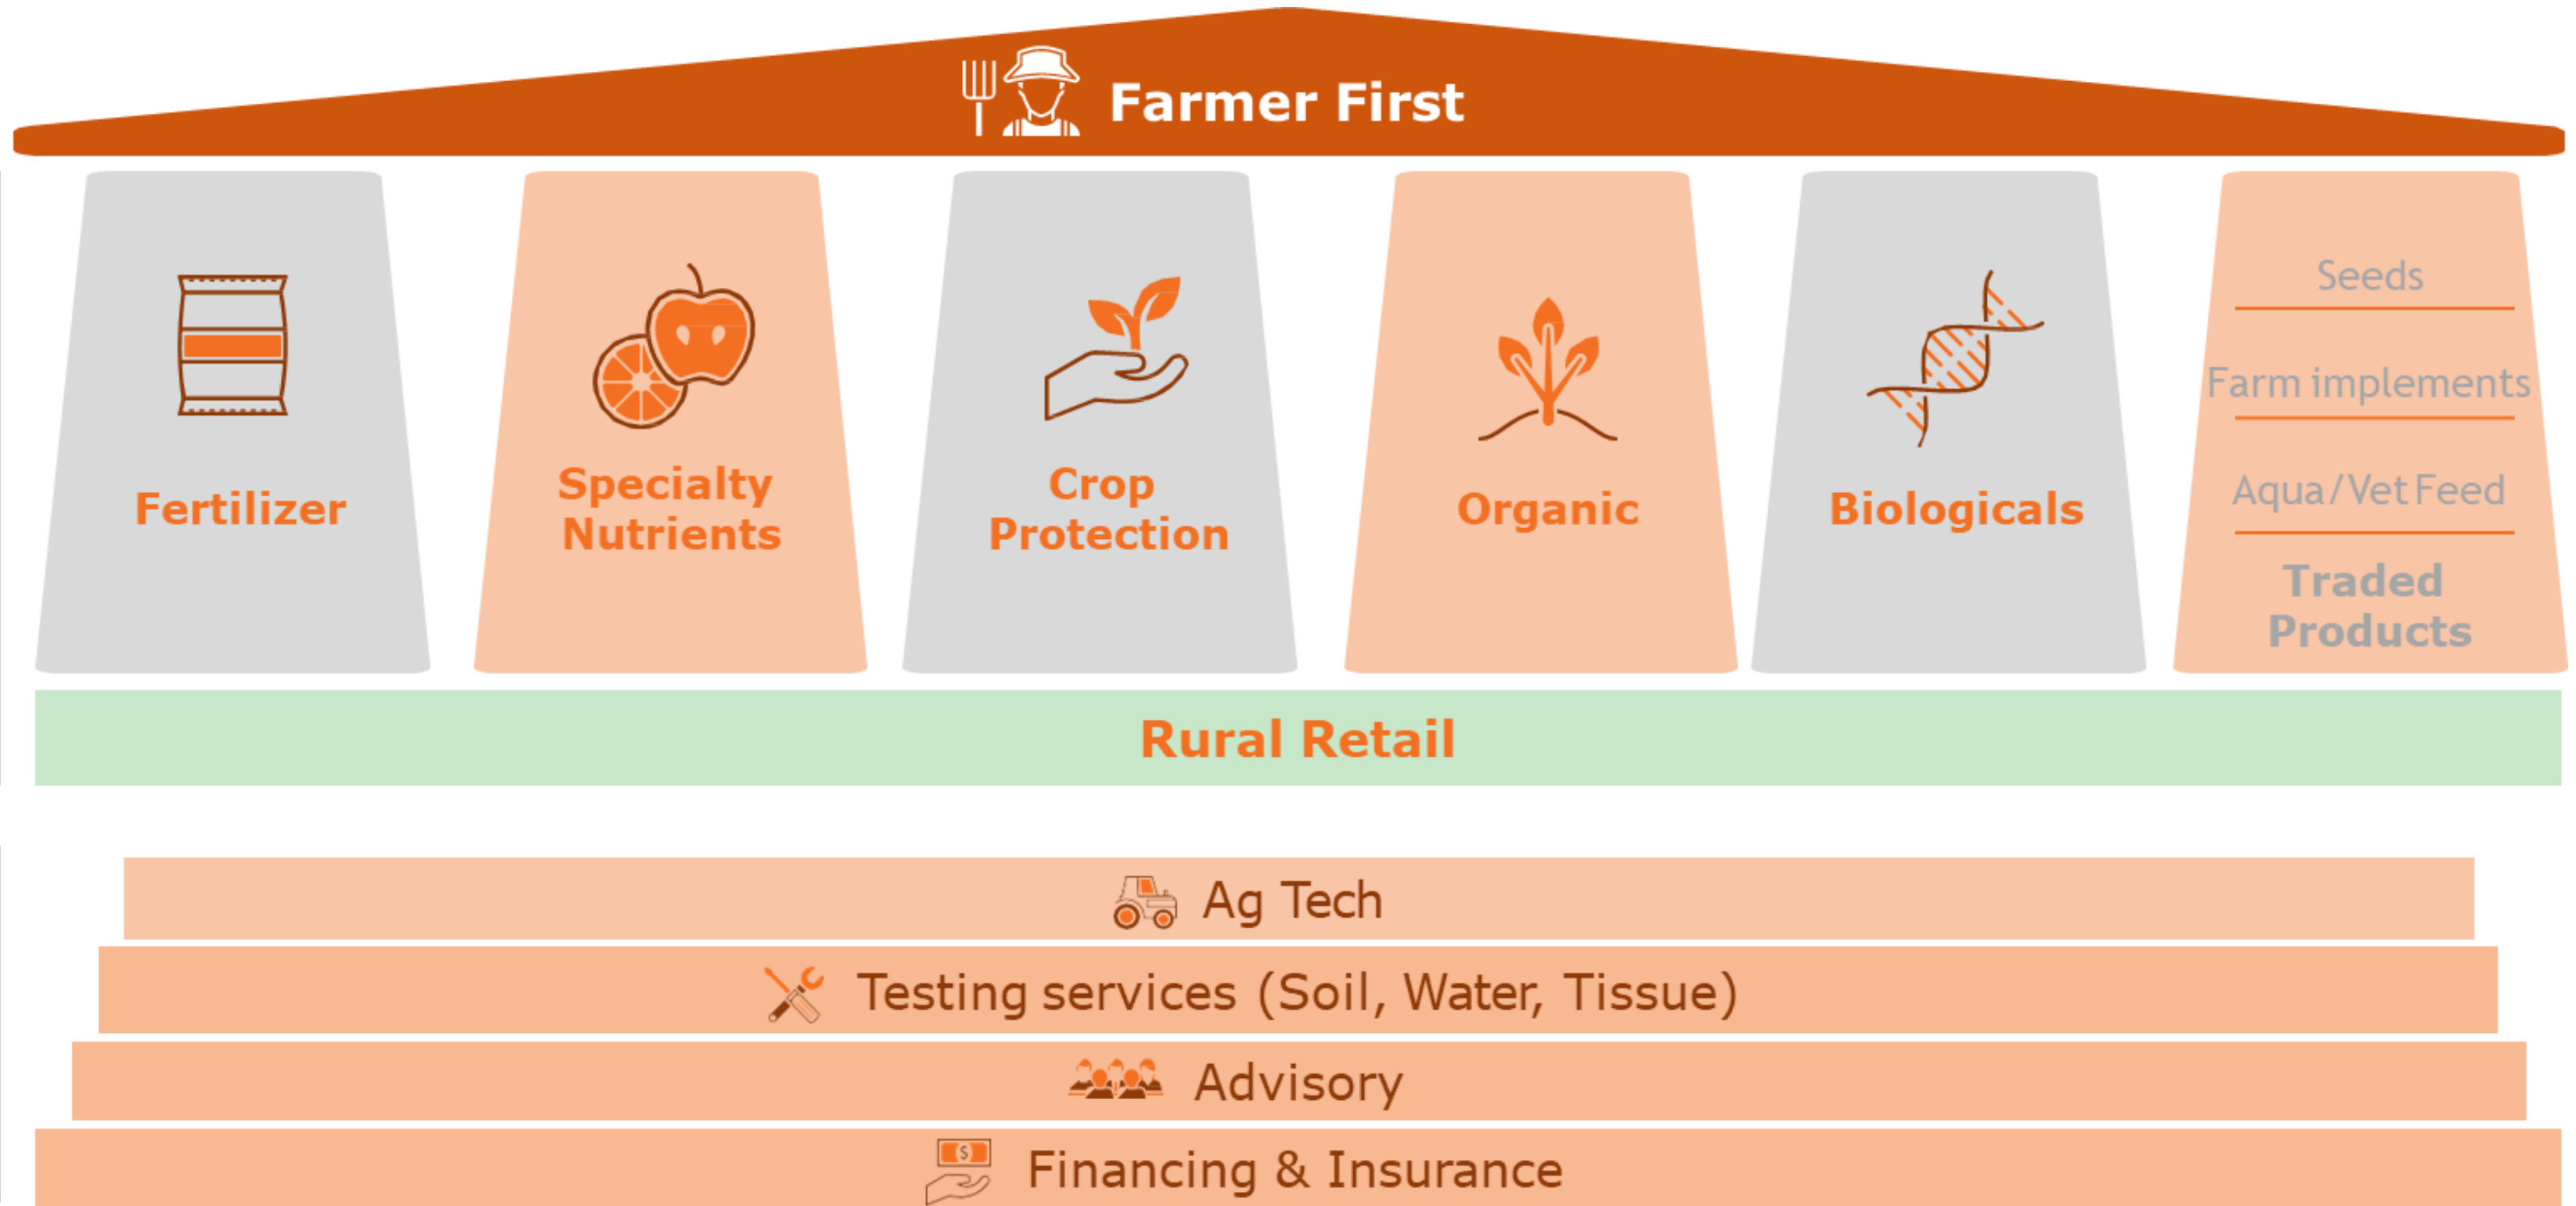 Farmer First
Fertilizer
Specialty
Nutrients
Crop
Protection
Organic
Biologicals
Seeds
Farm implements
Aqua/Vet Feed
Traded
Products
Rural Retail
Ag Tech
Testing services (Soil, Water, Tissue)
Advisory
$
Financing & Insurance